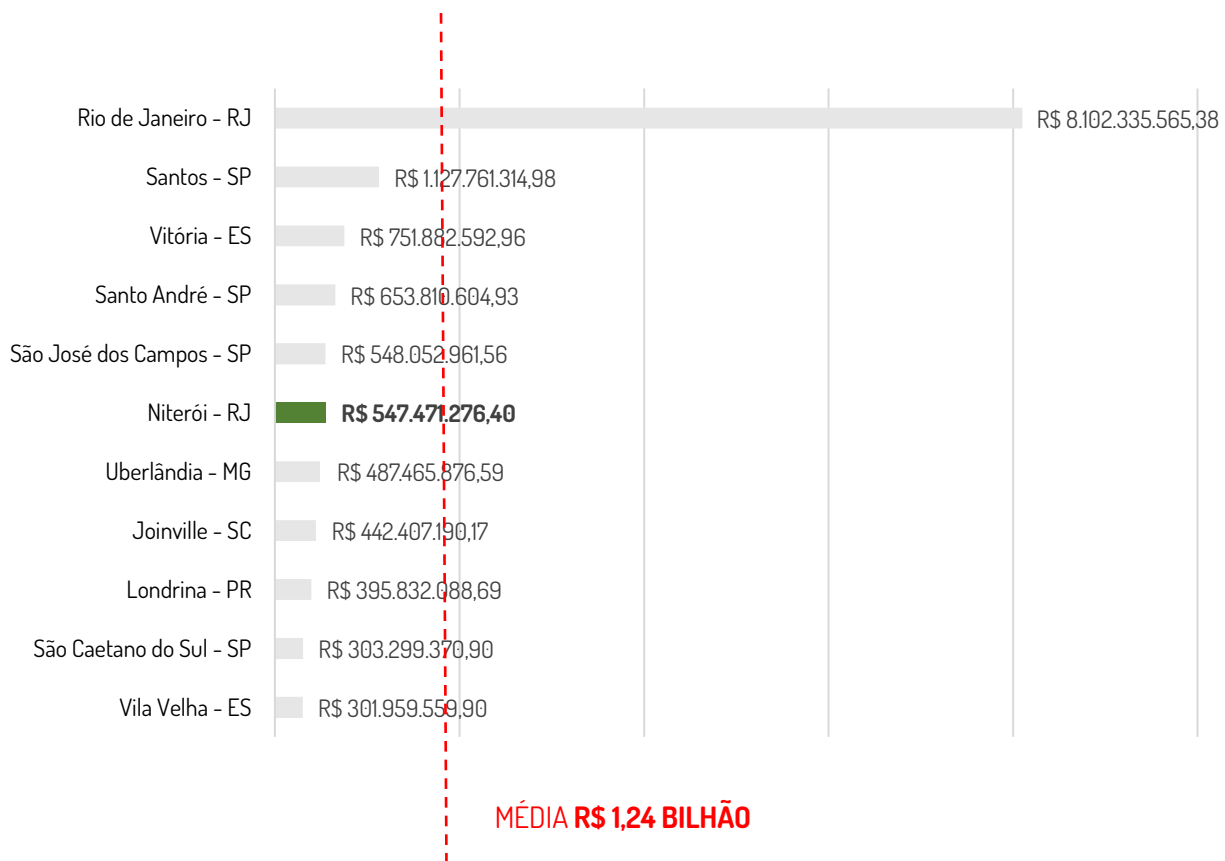 Rio de Janeiro - RJ R$ 8.102.335.565,38
Santos - SP R$ 1.127.761.314,98
Vitória - ES R$ 751.882.592,96
Santo André - SP R$ 653.810.604,93
São José dos Campos - SP R$ 548.052.961,56
Niterói - RJ R$ 547.471.276,40
Uberlândia - MG R$ 487.465.876,59
Joinville - SC R$ 442.407.190,17
Londrina - PR R$ 395.832.088,69
São Caetano do Sul - SP R$ 303.299.370,90
Vila Velha - ES R$ 301.959.559,90
MÉDIA R$ 1,24 BILHÃO